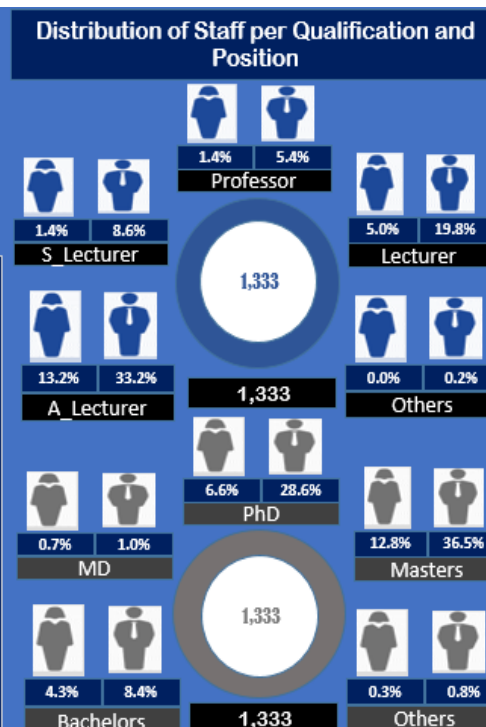 Distribution of Staff per Qualification and
Position
1.4% 5.4%
Professor
1.4% 8.6%
S_Lecturer
5.0% 19.8%
Lecturer
1,333
13.2% 33.2%
A_Lecturer
0.0% 0.2%
Others
1,333
6.6% 28.6%
PhD
0.7% 1.0%
MD
12.8% 36.5%
Masters
1,333
4.3% 8.4%
Bachelors
0.3% 0.8%
Others
1,333